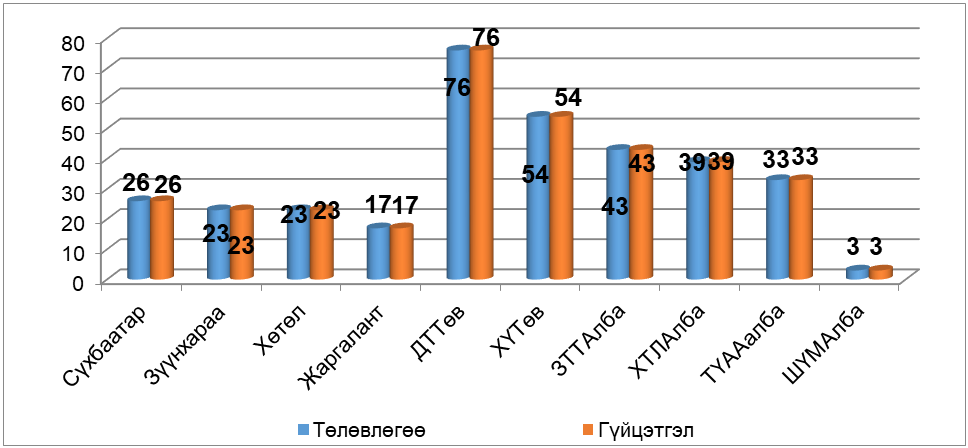 80
70
60
50
40
30
20
10
0
26 26
23 23
23 23
17 17
76 76
54 54
43 43
39 39
33 33
3 3
Сүхбаатар
Зүүнхараа
Хөтөл
Жаргалант
ДТТөв
ХҮТөв
ЗТТАлба
ХТЛАлба
ТҮААалба
ШҮМАлба
Төлөвлөгөө
Гүйцэтгэл